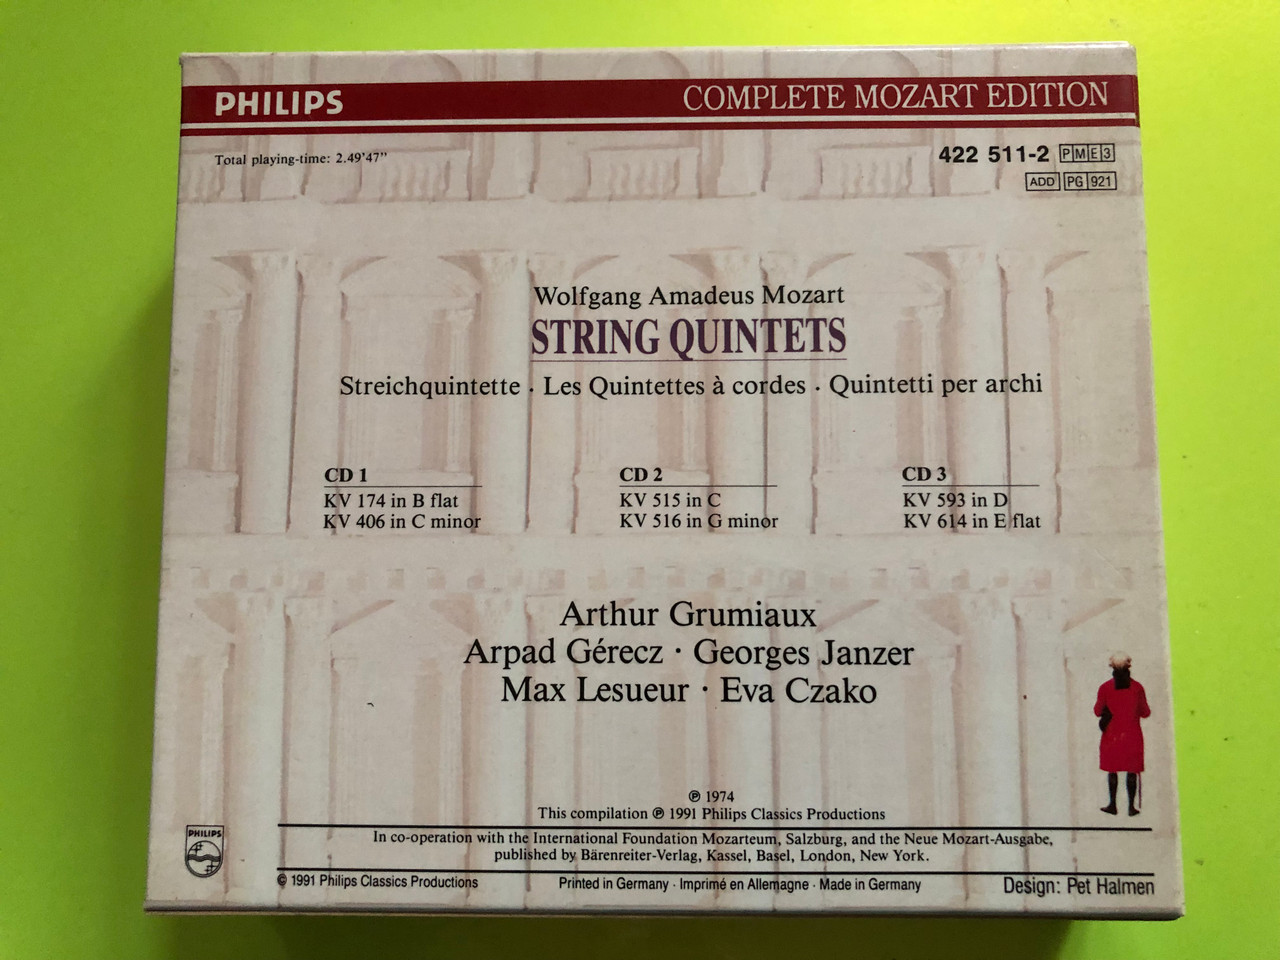 PHILIPS COMPLETE MOZART EDITION
Total playing-time: 2.49'47" 422 511-2 PME3
ADD PG 921
Wolfgang Amadeus Mozart
STRING QUINTETS
Streichquintette · Les Quintettes à cordes · Quintetti per archi
CD 1 CD 2 CD 3
KV 174 in B flat KV 515 in C KV 593 in D
KV 406 in C minor KV 516 in G minor KV 614 in E flat
Arthur Grumiaux
Arpad Gérecz · Georges Janzer
Max Lesueur · Eva Czako
℗ 1974
This compilation ℗ 1991 Philips Classics Productions
PHILIPS
In co-operation with the International Foundation Mozarteum, Salzburg, and the Neue Mozart-Ausgabe,
published by Bärenreiter-Verlag, Kassel, Basel, London, New York.
© 1991 Philips Classics Productions Printed in Germany · Imprimé en Allemagne · Made in Germany Design: Pet Halmen